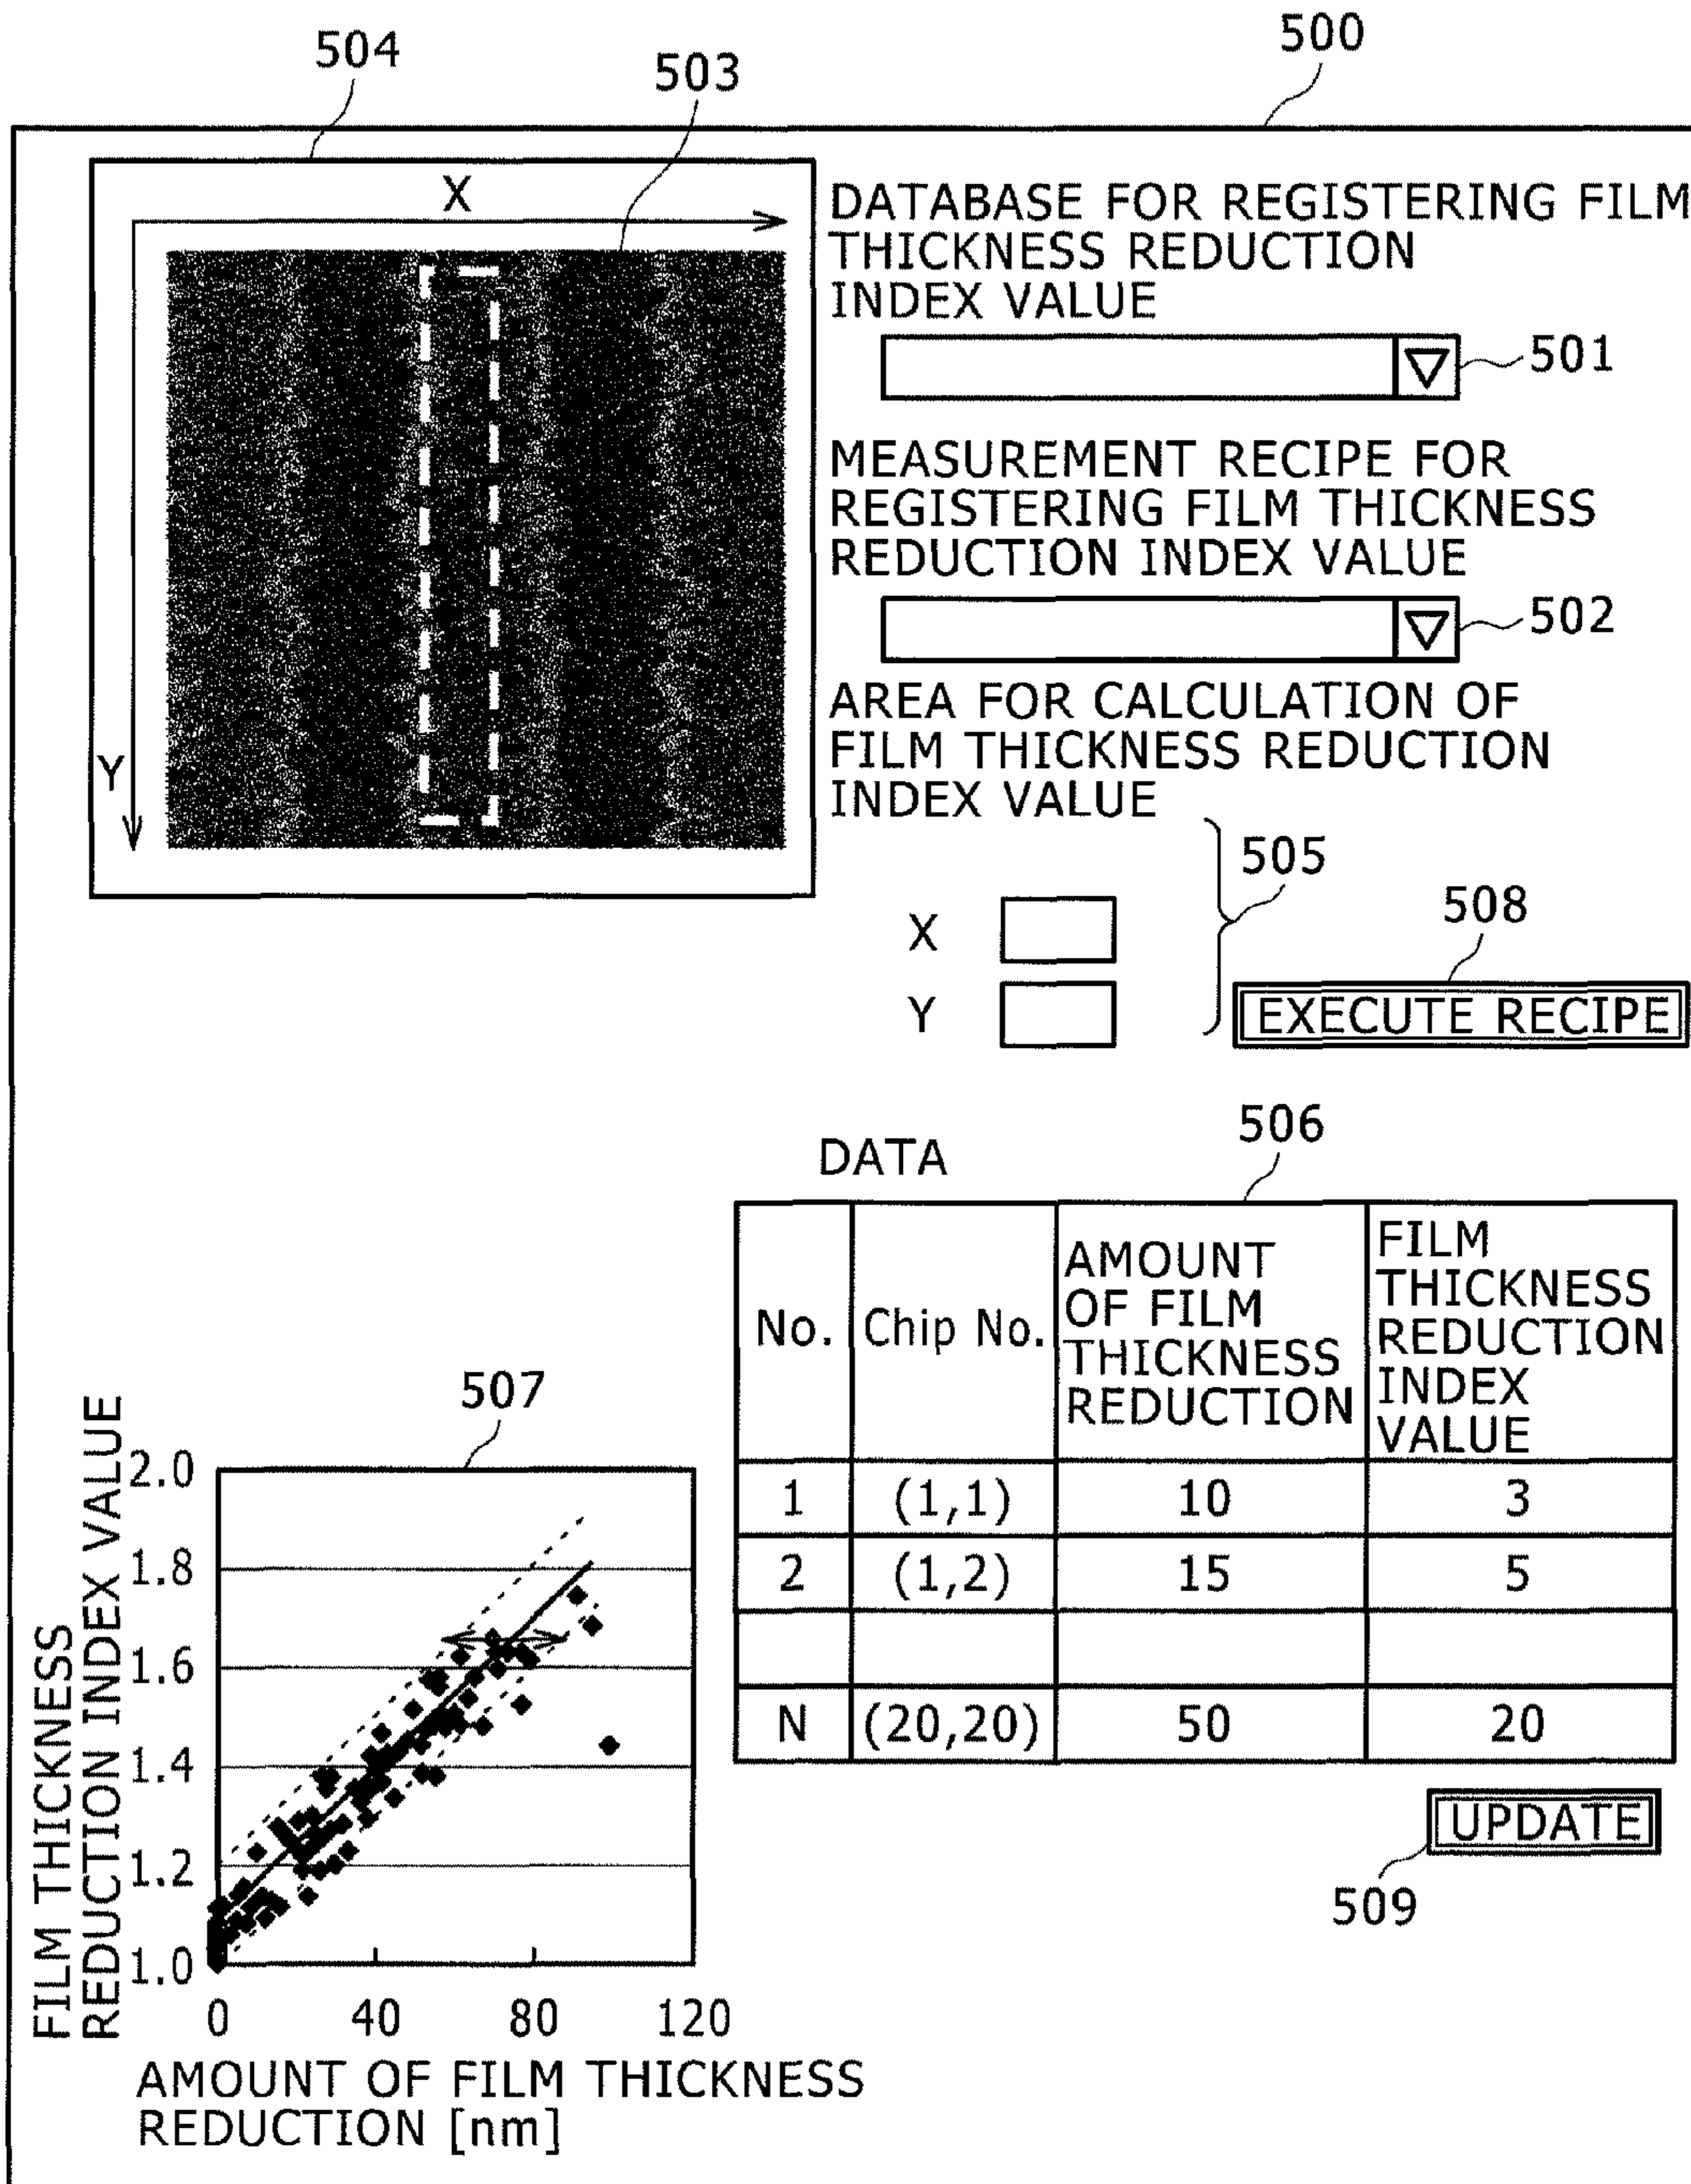 504
503
500
X
Y
DATABASE FOR REGISTERING FILM
THICKNESS REDUCTION
INDEX VALUE
501
MEASUREMENT RECIPE FOR
REGISTERING FILM THICKNESS
REDUCTION INDEX VALUE
502
AREA FOR CALCULATION OF
FILM THICKNESS REDUCTION
INDEX VALUE
505
X
Y
508
EXECUTE RECIPE
506
DATA
No.
Chip No.
AMOUNT
OF FILM
THICKNESS
REDUCTION
FILM
THICKNESS
REDUCTION
INDEX
VALUE
1 (1,1) 10 3
2 (1,2) 15 5
N (20,20) 50 20
UPDATE
509
507
FILM THICKNESS
REDUCTION INDEX VALUE
2.0
1.8
1.6
1.4
1.2
1.0
0 40 80 120
AMOUNT OF FILM THICKNESS
REDUCTION [nm]